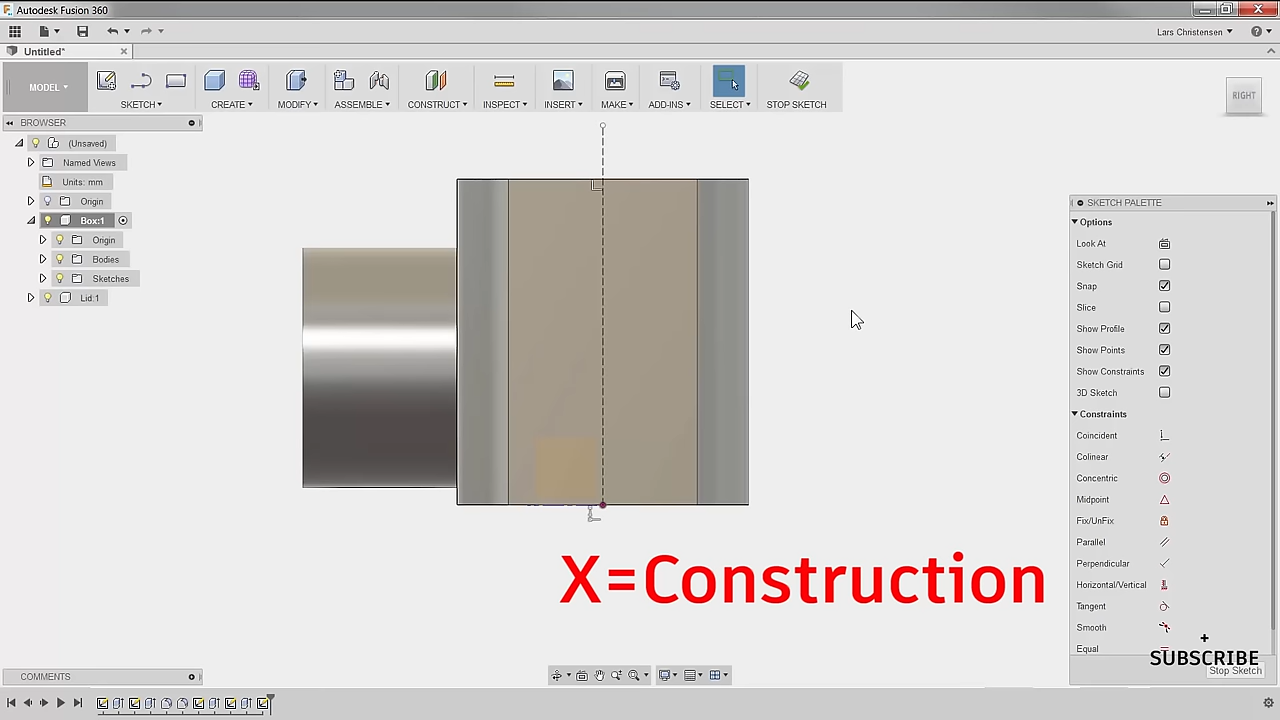 Autodesk Fusion 360
Lars Christensen
Untitled*
MODEL
SKETCH
CREATE
MODIFY
ASSEMBLE
CONSTRUCT
INSPECT
INSERT
MAKE
ADD-INS
SELECT
STOP SKETCH
RIGHT
BROWSER
(Unsaved)
Named Views
Units: mm
Origin
Box:1
Origin
Bodies
Sketches
Lid:1
SKETCH PALETTE
Options
Look At
Sketch Grid
Snap
Slice
Show Profile
Show Points
Show Constraints
3D Sketch
Constraints
Coincident
Colinear
Concentric
Midpoint
Fix/UnFix
Parallel
Perpendicular
Horizontal/Vertical
Tangent
Smooth
Equal
X=Construction
SUBSCRIBE
Stop Sketch
COMMENTS